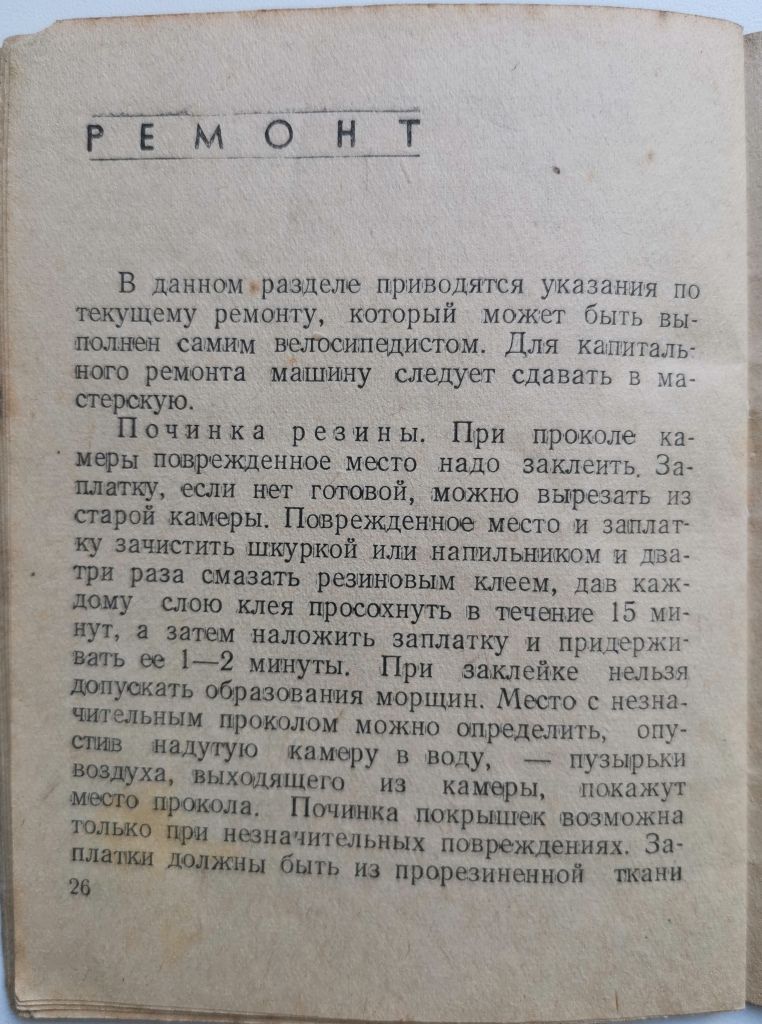 РЕМОНТ
В данном разделе приводятся указания по
текущему ремонту, который может быть вы-
полнен самим велосипедистом. Для капиталь-
ного ремонта машину следует сдавать в ма-
стерскую.
Починка резины. При проколе ка-
меры поврежденное место надо заклеить. За-
платку, если нет готовой, можно вырезать из
старой камеры. Поврежденное место и заплат-
ку зачистить шкуркой или напильником и два-
три раза смазать резиновым клеем, дав каж-
дому слою клея просохнуть в течение 15 ми-
нут, а затем наложить заплатку и придержи-
вать ее 1—2 минуты. При заклейке нельзя
допускать образования морщин. Место с незна-
чительным проколом можно определить, опу-
стив надутую камеру в воду, — пузырьки
воздуха, выходящего из камеры, покажут
место прокола. Починка покрышек возможна
только при незначительных повреждениях. За-
платки должны быть из прорезиненной ткани
26